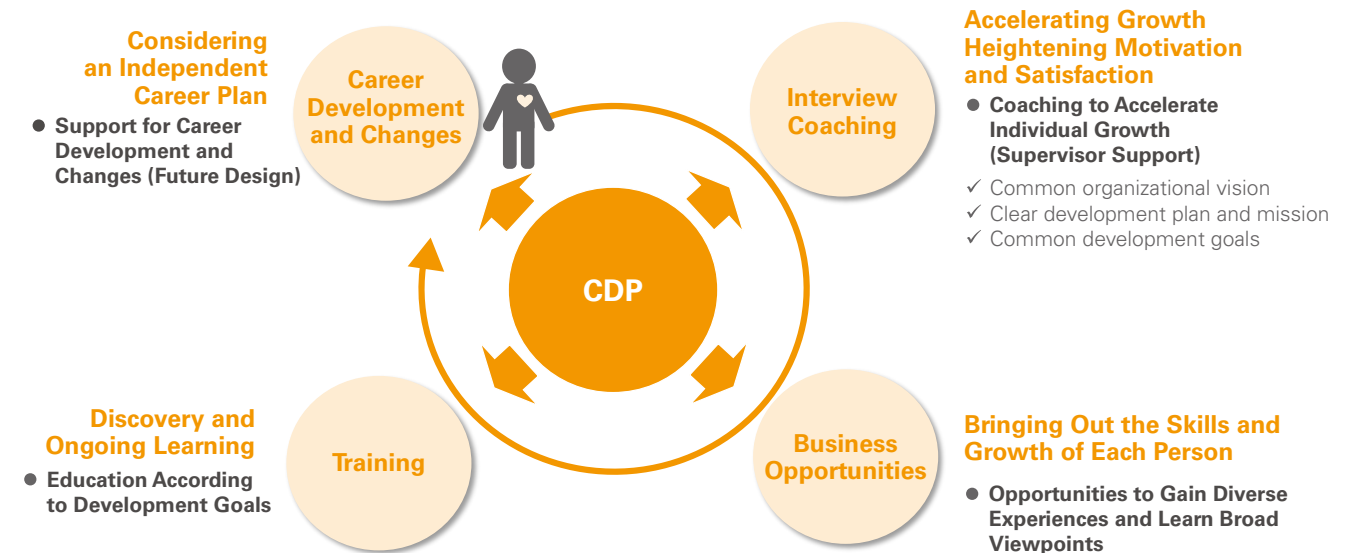 Considering
an Independent
Career Plan
● Support for Career
Development and
Changes (Future Design)
Career
Development
and Changes
Interview
Coaching
Accelerating Growth
Heightening Motivation
and Satisfaction
● Coaching to Accelerate
Individual Growth
(Supervisor Support)
✓ Common organizational vision
✓ Clear development plan and mission
✓ Common development goals
CDP
Discovery and
Ongoing Learning
● Education According
to Development Goals
Training
Business
Opportunities
Bringing Out the Skills and
Growth of Each Person
● Opportunities to Gain Diverse
Experiences and Learn Broad
Viewpoints